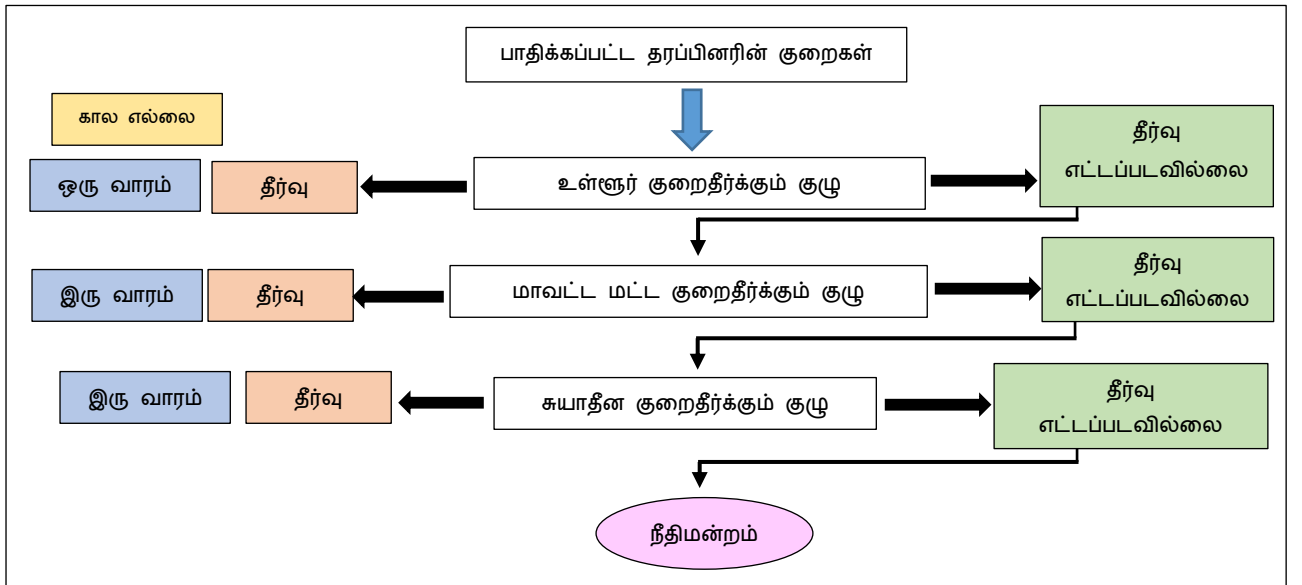 பாதிக்கப்பட்ட தரப்பினரின் குறைகள்
கால எல்லை
ஒரு வாரம்
தீர்வு
உள்ளூர் குறைதீர்க்கும் குழு
தீர்வு
எட்டப்படவில்லை
இரு வாரம்
தீர்வு
மாவட்ட மட்ட குறைதீர்க்கும் குழு
தீர்வு
எட்டப்படவில்லை
இரு வாரம்
தீர்வு
சுயாதீன குறைதீர்க்கும் குழு
தீர்வு
எட்டப்படவில்லை
நீதிமன்றம்